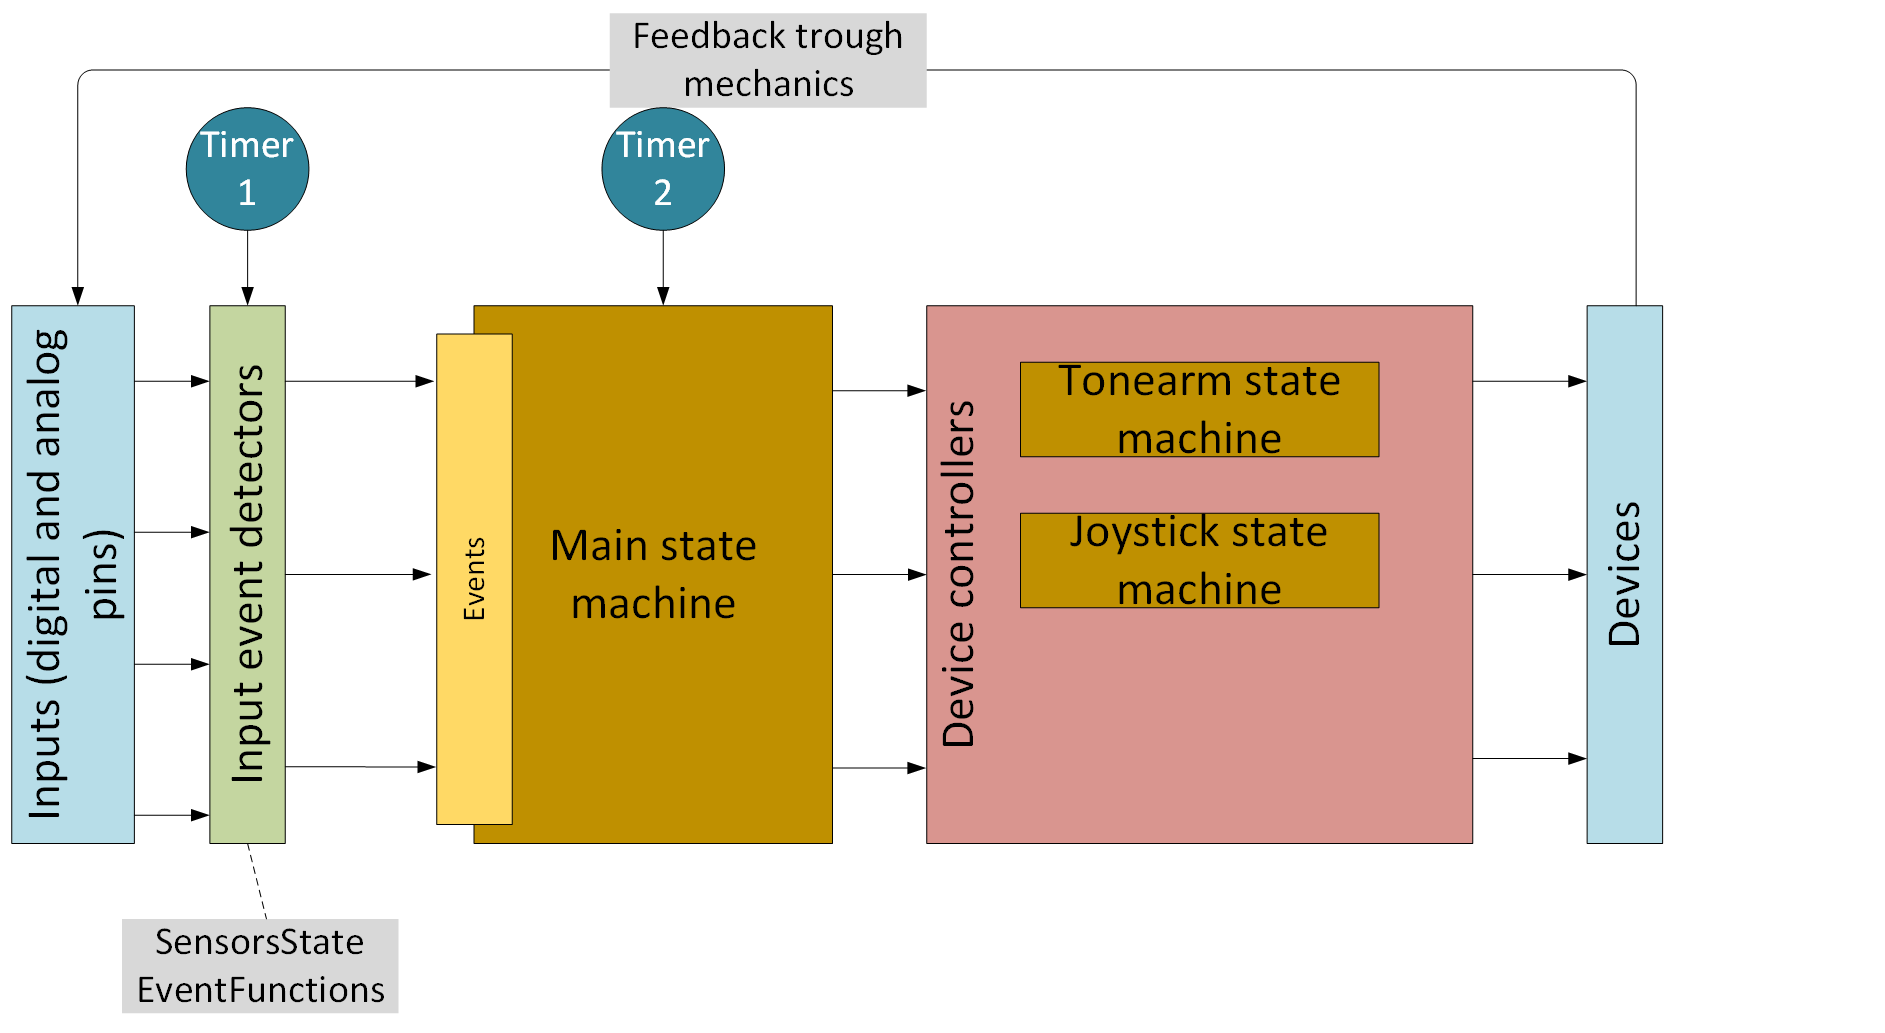 Feedback trough
mechanics
Timer
1
Timer
2
Inputs (digital and analog
pins)
Input event detectors
Events
Main state
machine
Device controllers
Tonearm state
machine
Joystick state
machine
Devices
SensorsState
EventFunctions